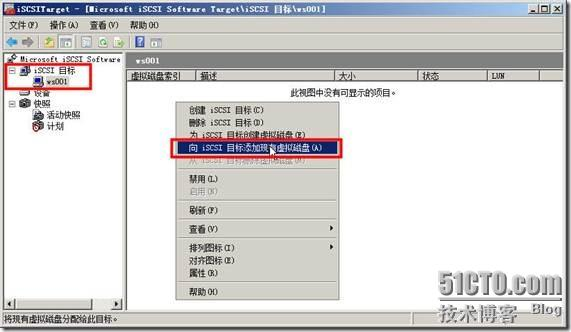 iSCSITarget - [Microsoft iSCSI Software Target\iSCSI 目标\ws001]
文件(F) 操作(A) 查看(V) 帮助(H)
Microsoft iSCSI Software
iSCSI 目标
ws001
设备
快照
活动快照
计划
ws001
虚拟磁盘索引 描述 大小 状态 LUN
此视图中没有可显示的项目。
创建 iSCSI 目标(C)
删除 iSCSI 目标(D)
为 iSCSI 目标创建虚拟磁盘(E)
向 iSCSI 目标添加现有虚拟磁盘(A)
从 iSCSI 目标删除虚拟磁盘(M)
禁用(L)
启用(N)
刷新(F)
查看(V)
排列图标(I)
对齐图标(E)
属性(R)
帮助(H)
将现有虚拟磁盘分配给此目标。
51CTO.com
技术博客 Blog